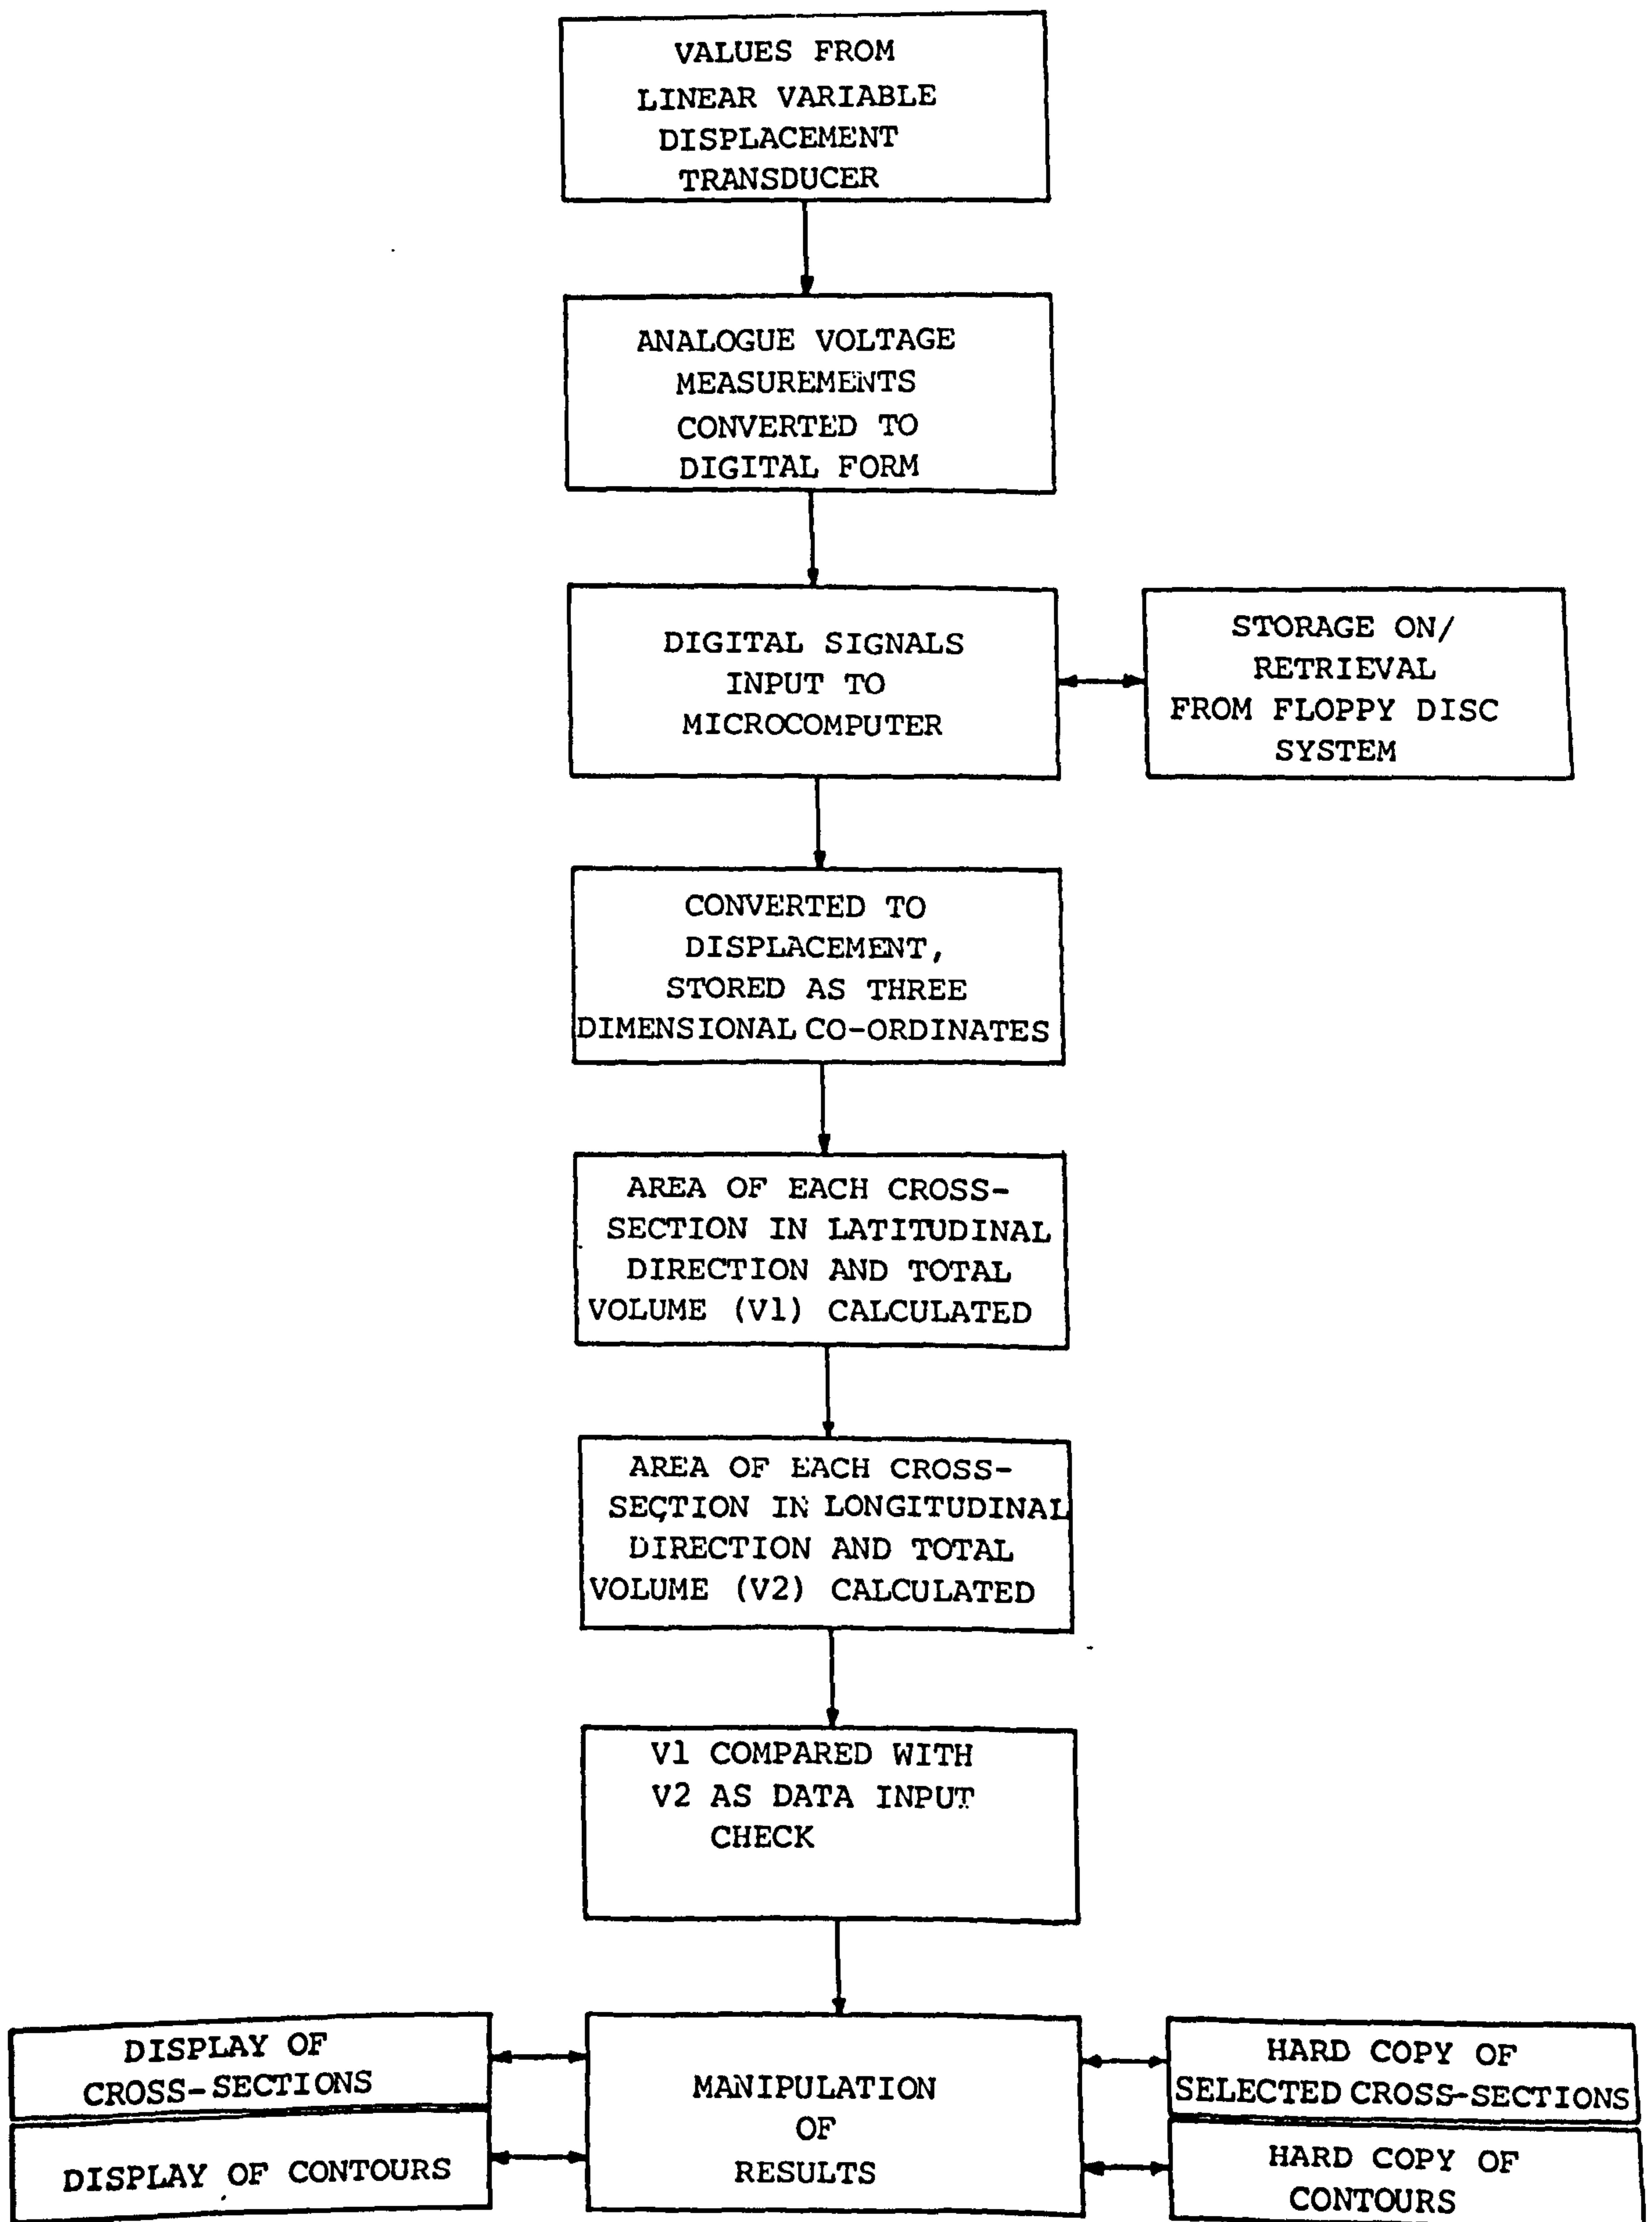 VALUES FROM
LINEAR VARIABLE
DISPLACEMENT
TRANSDUCER
ANALOGUE VOLTAGE
MEASUREMENTS
CONVERTED TO
DIGITAL FORM
DIGITAL SIGNALS
INPUT TO
MICROCOMPUTER
STORAGE ON/
RETRIEVAL
FROM FLOPPY DISC
SYSTEM
CONVERTED TO
DISPLACEMENT,
STORED AS THREE
DIMENSIONAL CO-ORDINATES
AREA OF EACH CROSS-
SECTION IN LATITUDINAL
DIRECTION AND TOTAL
VOLUME (V1) CALCULATED
AREA OF EACH CROSS-
SECTION IN LONGITUDINAL
DIRECTION AND TOTAL
VOLUME (V2) CALCULATED
V1 COMPARED WITH
V2 AS DATA INPUT
CHECK
DISPLAY OF
CROSS-SECTIONS
DISPLAY OF CONTOURS
MANIPULATION
OF
RESULTS
HARD COPY OF
SELECTED CROSS-SECTIONS
HARD COPY OF
CONTOURS